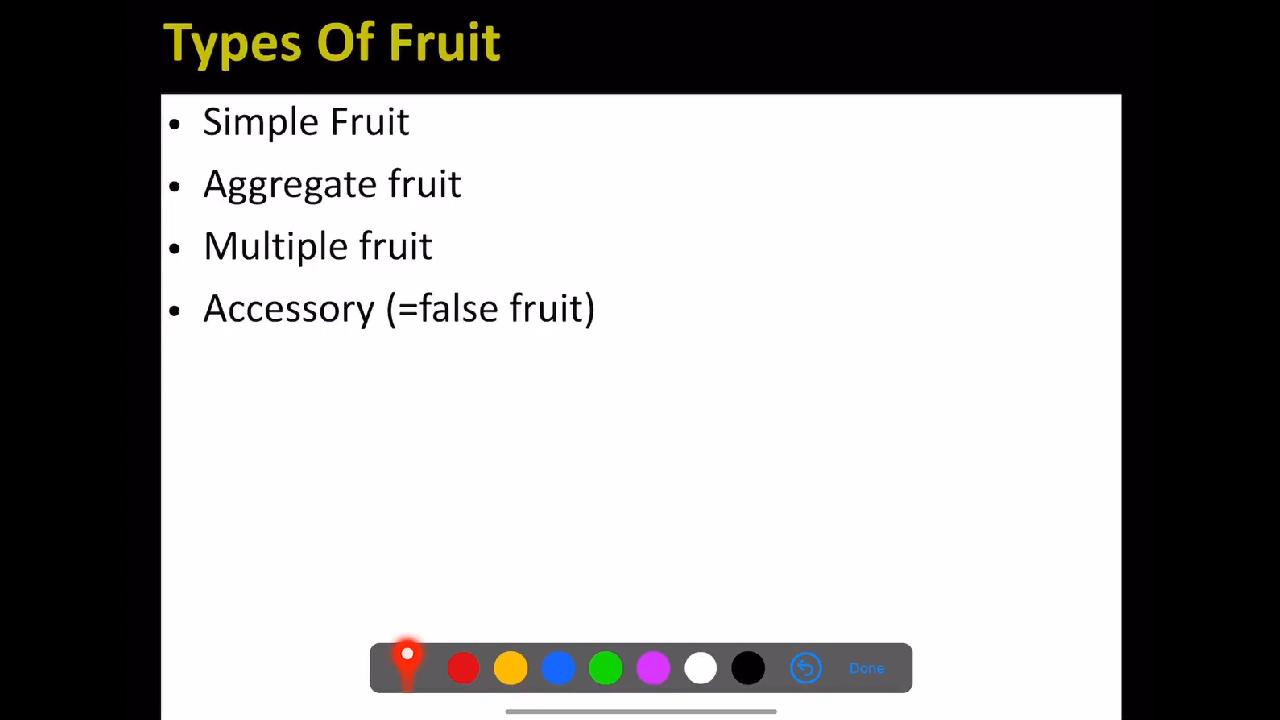 Types Of Fruit
• Simple Fruit
• Aggregate fruit
• Multiple fruit
• Accessory (=false fruit)
Done